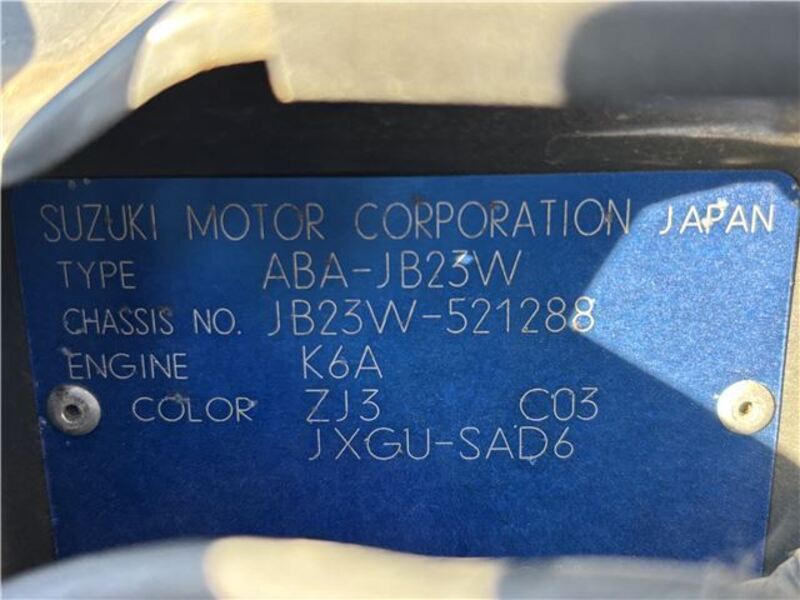 SUZUKI MOTOR CORPORATION JAPAN
TYPE ABA-JB23W
CHASSIS NO. JB23W-521288
ENGINE K6A
COLOR ZJ3 C03
JXGU-SAD6